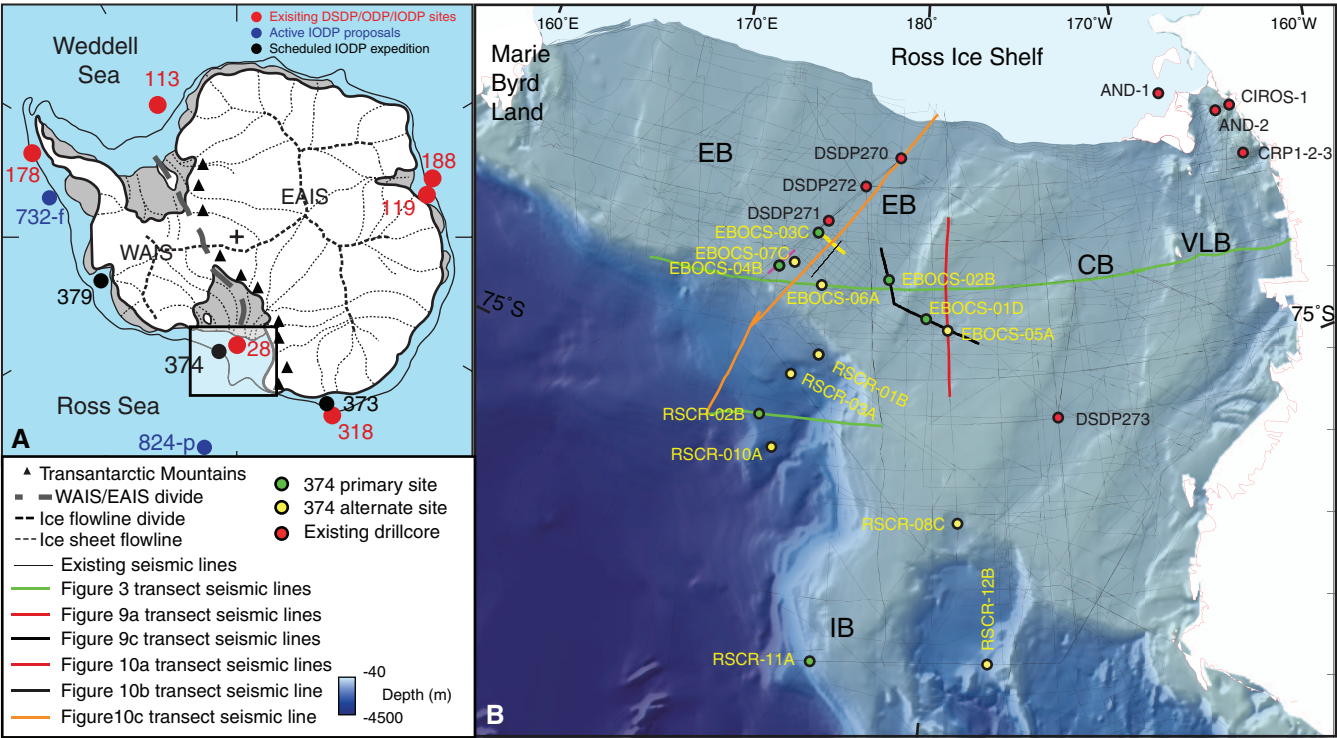 Exisiting DSDP/ODP/IODP sites
Active IODP proposals
Scheduled IODP expedition
Weddell
Sea
113
178
732-f
188
119
EAIS
WAIS
379
374
28
373
318
Ross Sea
824-p
A
Transantarctic Mountains
WAIS/EAIS divide
Ice flowline divide
Ice sheet flowline
374 primary site
374 alternate site
Existing drillcore
Existing seismic lines
Figure 3 transect seismic lines
Figure 9a transect seismic lines
Figure 9c transect seismic lines
Figure 10a transect seismic lines
Figure 10b transect seismic line
Figure10c transect seismic line
-40
Depth (m)
-4500
160˚E
170˚E
180˚
170˚W
160˚W
Marie
Byrd
Land
Ross Ice Shelf
AND-1
CIROS-1
AND-2
CRP1-2-3
EB
DSDP270
DSDP272
EB
DSDP271
EBOCS-03C
EBOCS-07C
EBOCS-04B
EBOCS-06A
EBOCS-02B
EBOCS-01D
EBOCS-05A
CB
VLB
75˚S
75˚S
RSCR-01B
RSCR-03A
RSCR-02B
RSCR-010A
DSDP273
RSCR-08C
RSCR-12B
IB
RSCR-11A
B